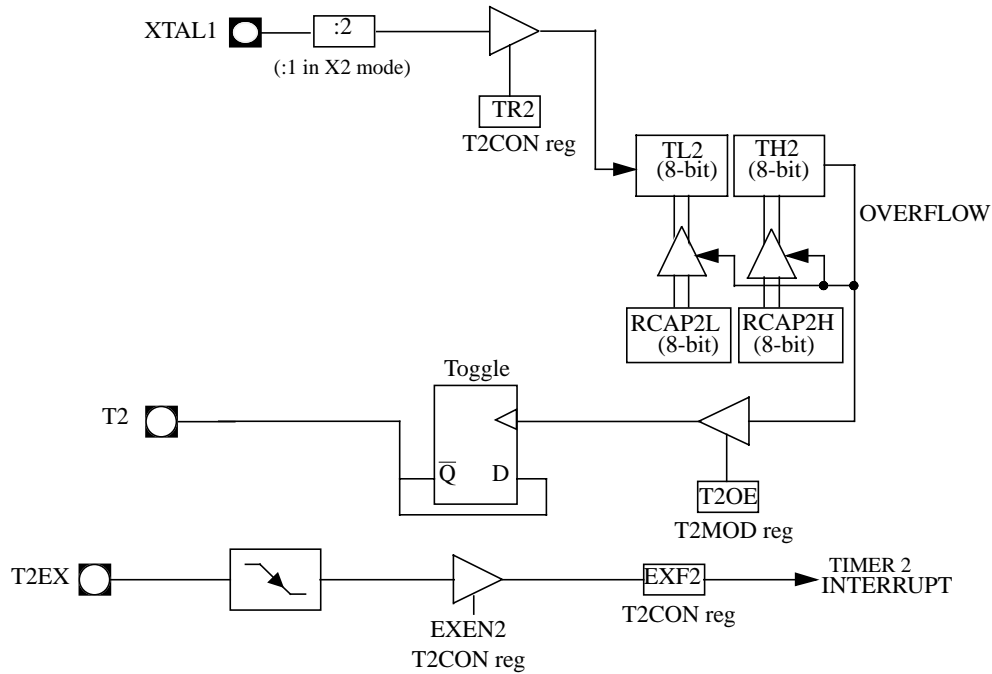 XTAL1
:2
(:1 in X2 mode)
TR2
T2CON reg
TL2
(8-bit)
TH2
(8-bit)
OVERFLOW
RCAP2L
(8-bit)
RCAP2H
(8-bit)
Toggle
T2
Q̅
D
T2OE
T2MOD reg
T2EX
EXEN2
T2CON reg
EXF2
T2CON reg
TIMER 2
INTERRUPT